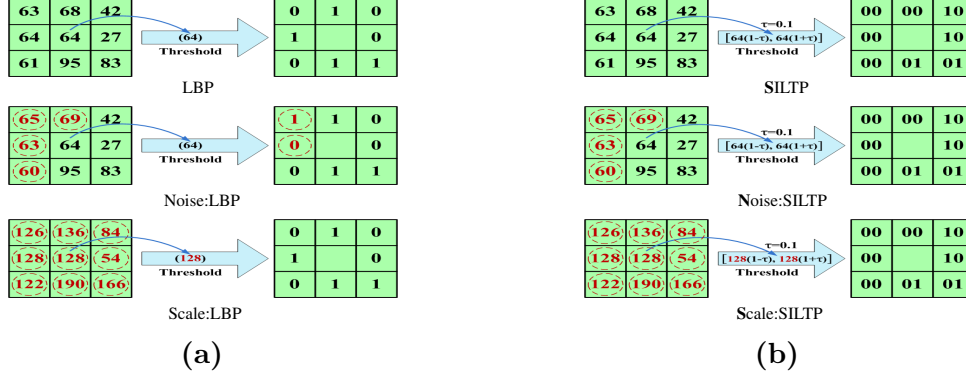 63 68 42
64 64 27
61 95 83
(64)
Threshold
0 1 0
1 0
0 1 1
LBP
65 69 42
63 64 27
60 95 83
(64)
Threshold
1 1 0
0 0
0 1 1
Noise:LBP
126 136 84
128 128 54
122 190 166
(128)
Threshold
0 1 0
1 0
0 1 1
Scale:LBP
(a)
63 68 42
64 64 27
61 95 83
τ=0.1
[64(1-τ), 64(1+τ)]
Threshold
00 00 10
00 10
00 01 01
SILTP
65 69 42
63 64 27
60 95 83
τ=0.1
[64(1-τ), 64(1+τ)]
Threshold
00 00 10
00 10
00 01 01
Noise:SILTP
126 136 84
128 128 54
122 190 166
τ=0.1
[128(1-τ), 128(1+τ)]
Threshold
00 00 10
00 10
00 01 01
Scale:SILTP
(b)